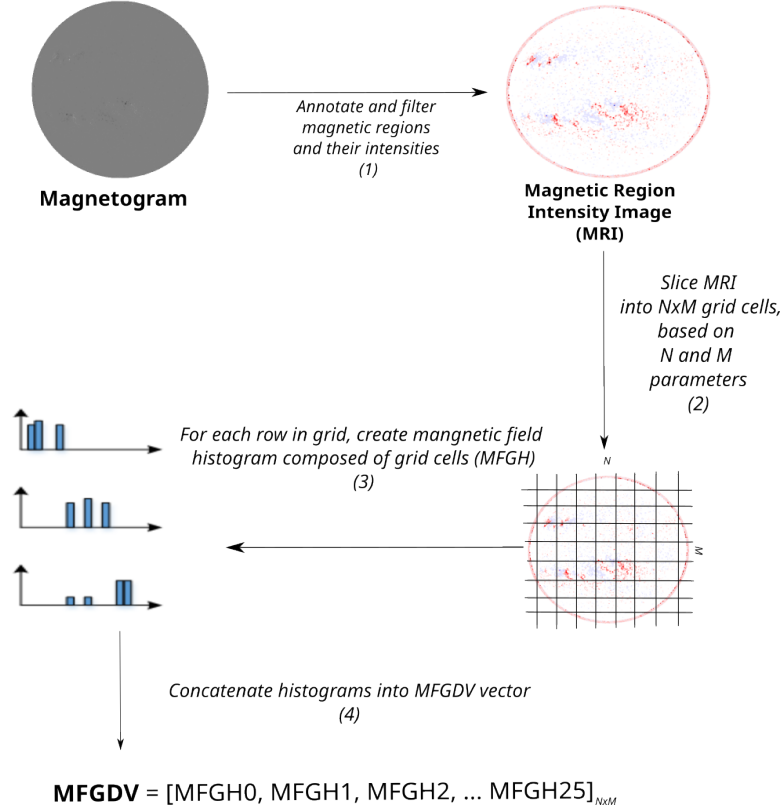 Annotate and filter
magnetic regions
and their intensities
(1)
Magnetogram
Magnetic Region
Intensity Image
(MRI)
Slice MRI
into NxM grid cells,
based on
N and M
parameters
(2)
For each row in grid, create mangnetic field
histogram composed of grid cells (MFGH)
(3)
N
M
Concatenate histograms into MFGDV vector
(4)
MFGDV = [MFGH0, MFGH1, MFGH2, ... MFGH25]NxM